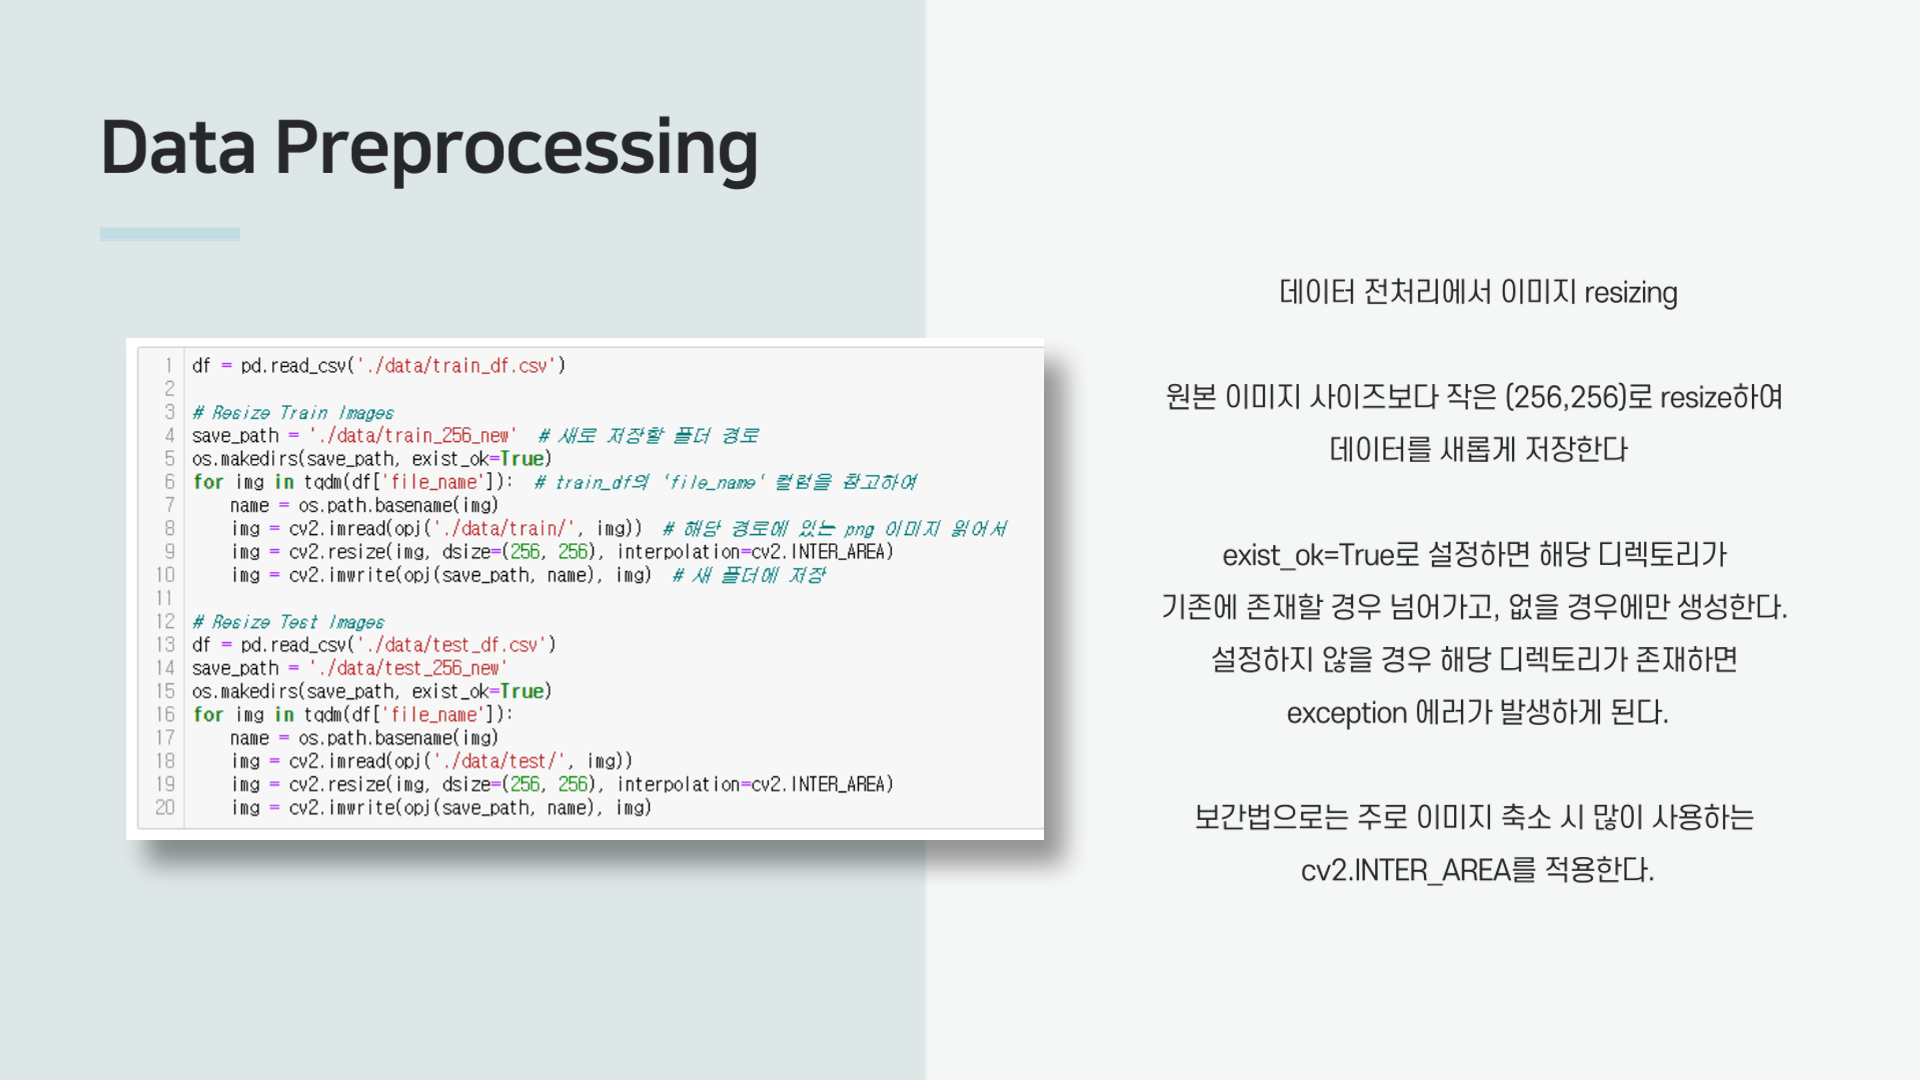 Data Preprocessing
1 df = pd.read_csv('./data/train_df.csv')
2
3 # Resize Train Images
4 save_path = './data/train_256_new'  # 새로 저장할 폴더 경로
5 os.makedirs(save_path, exist_ok=True)
6 for img in tqdm(df['file_name']):  # train_df의 'file_name' 컬럼을 참고하여
7     name = os.path.basename(img)
8     img = cv2.imread(opj('./data/train/', img))  # 해당 경로에 있는 png 이미지 읽어서
9     img = cv2.resize(img, dsize=(256, 256), interpolation=cv2.INTER_AREA)
10     img = cv2.imwrite(opj(save_path, name), img)  # 새 폴더에 저장
11
12 # Resize Test Images
13 df = pd.read_csv('./data/test_df.csv')
14 save_path = './data/test_256_new'
15 os.makedirs(save_path, exist_ok=True)
16 for img in tqdm(df['file_name']):
17     name = os.path.basename(img)
18     img = cv2.imread(opj('./data/test/', img))
19     img = cv2.resize(img, dsize=(256, 256), interpolation=cv2.INTER_AREA)
20     img = cv2.imwrite(opj(save_path, name), img)
데이터 전처리에서 이미지 resizing
원본 이미지 사이즈보다 작은 (256,256)로 resize하여
데이터를 새롭게 저장한다
exist_ok=True로 설정하면 해당 디렉토리가
기존에 존재할 경우 넘어가고, 없을 경우에만 생성한다.
설정하지 않을 경우 해당 디렉토리가 존재하면
exception 에러가 발생하게 된다.
보간법으로는 주로 이미지 축소 시 많이 사용하는
cv2.INTER_AREA를 적용한다.